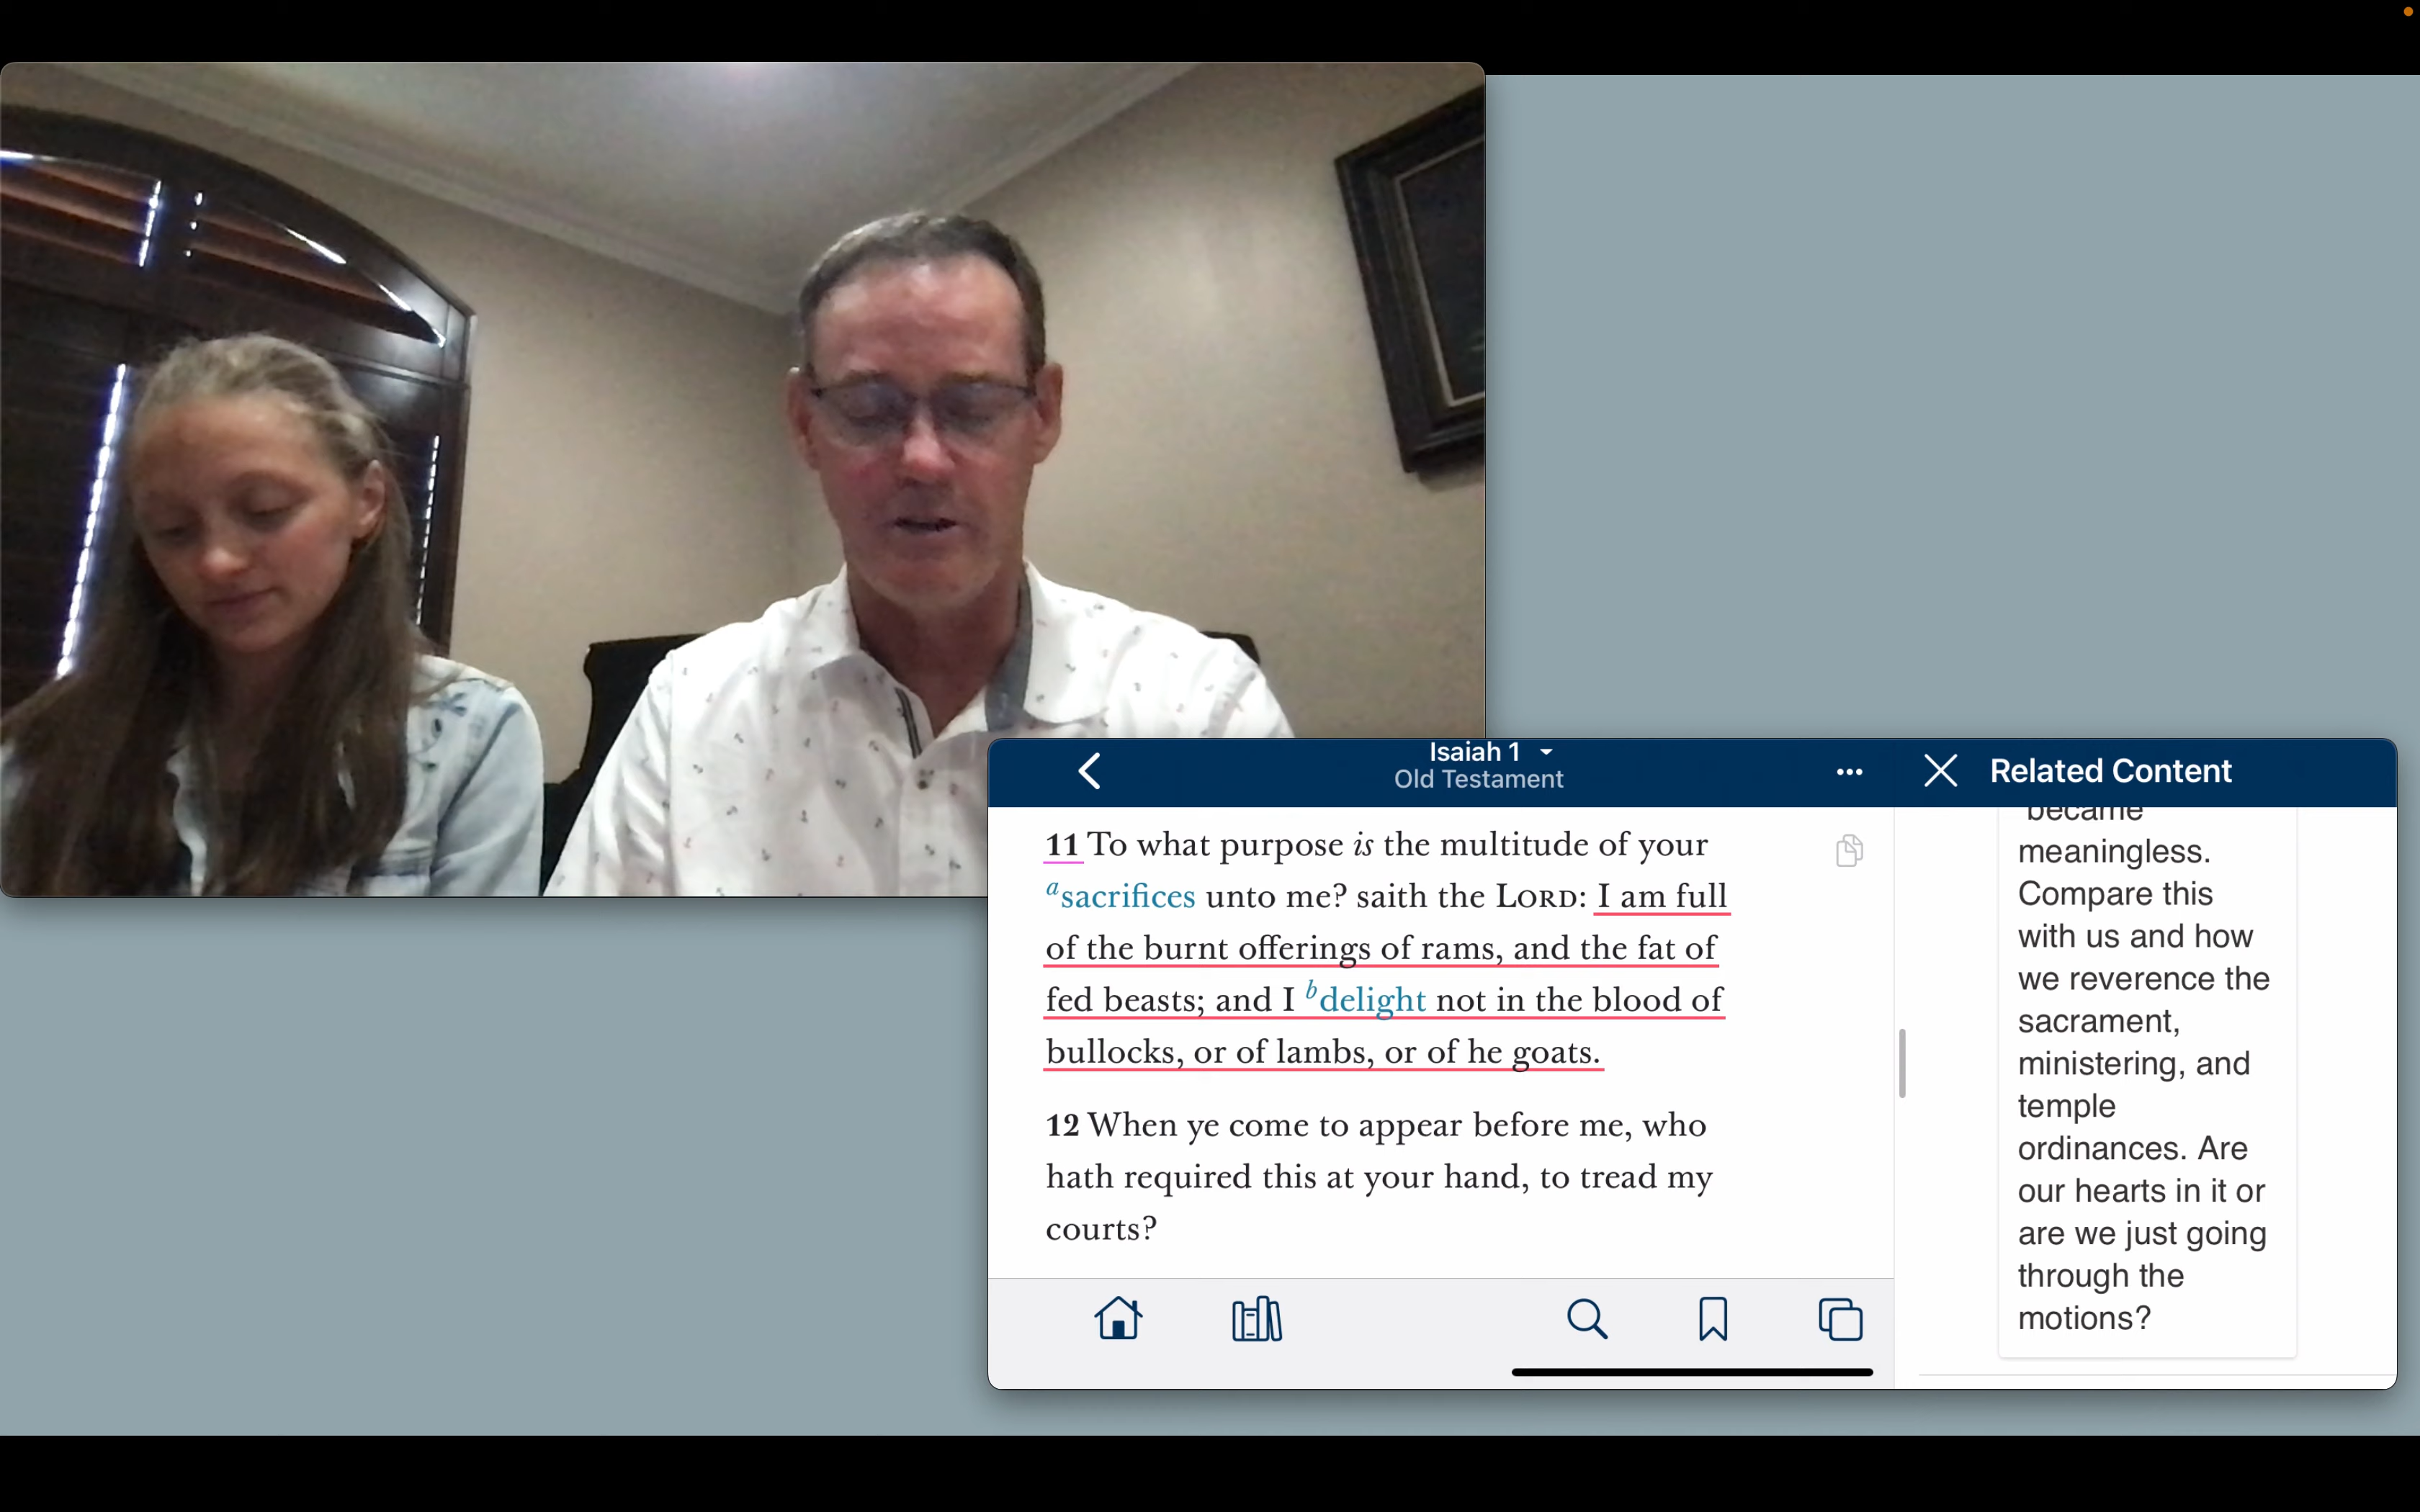 Isaiah 1
Old Testament
Related Content
11 To what purpose is the multitude of your
a sacrifices unto me? saith the LORD: I am full
of the burnt offerings of rams, and the fat of
fed beasts; and I b delight not in the blood of
bullocks, or of lambs, or of he goats.
12 When ye come to appear before me, who
hath required this at your hand, to tread my
courts?
became
meaningless.
Compare this
with us and how
we reverence the
sacrament,
ministering, and
temple
ordinances. Are
our hearts in it or
are we just going
through the
motions?